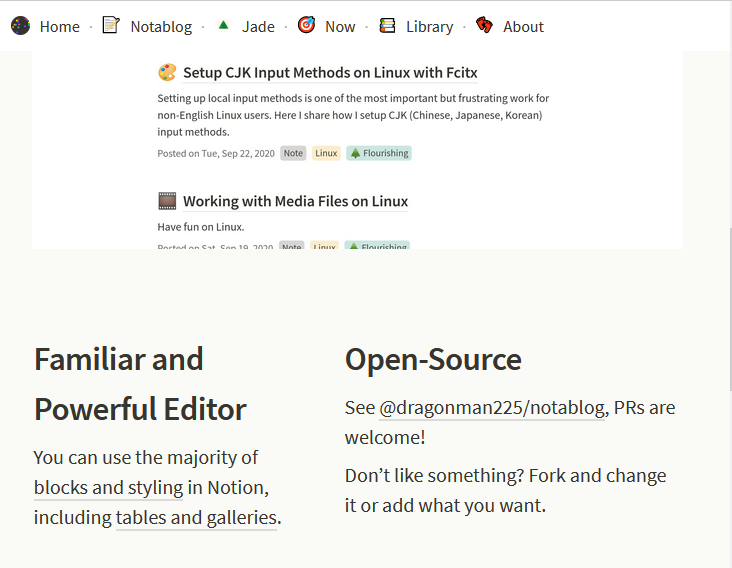 Home · Notablog · Jade · Now · Library · About
Setup CJK Input Methods on Linux with Fcitx
Setting up local input methods is one of the most important but frustrating work for
non-English Linux users. Here I share how I setup CJK (Chinese, Japanese, Korean)
input methods.
Posted on Tue, Sep 22, 2020 Note Linux Flourishing
Working with Media Files on Linux
Have fun on Linux.
Posted on Sat, Sep 19, 2020 Note Linux Flourishing
Familiar and
Powerful Editor
You can use the majority of
blocks and styling in Notion,
including tables and galleries.
Open-Source
See @dragonman225/notablog, PRs are
welcome!
Don’t like something? Fork and change
it or add what you want.